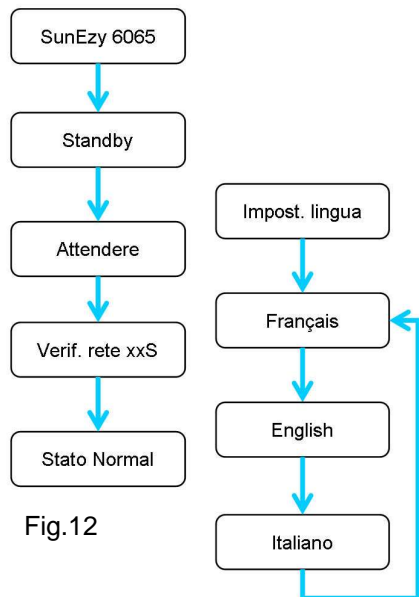 SunEzy 6065
Standby
Attendere
Verif. rete xxS
Stato Normal
Fig.12
Impost. lingua
Français
English
Italiano